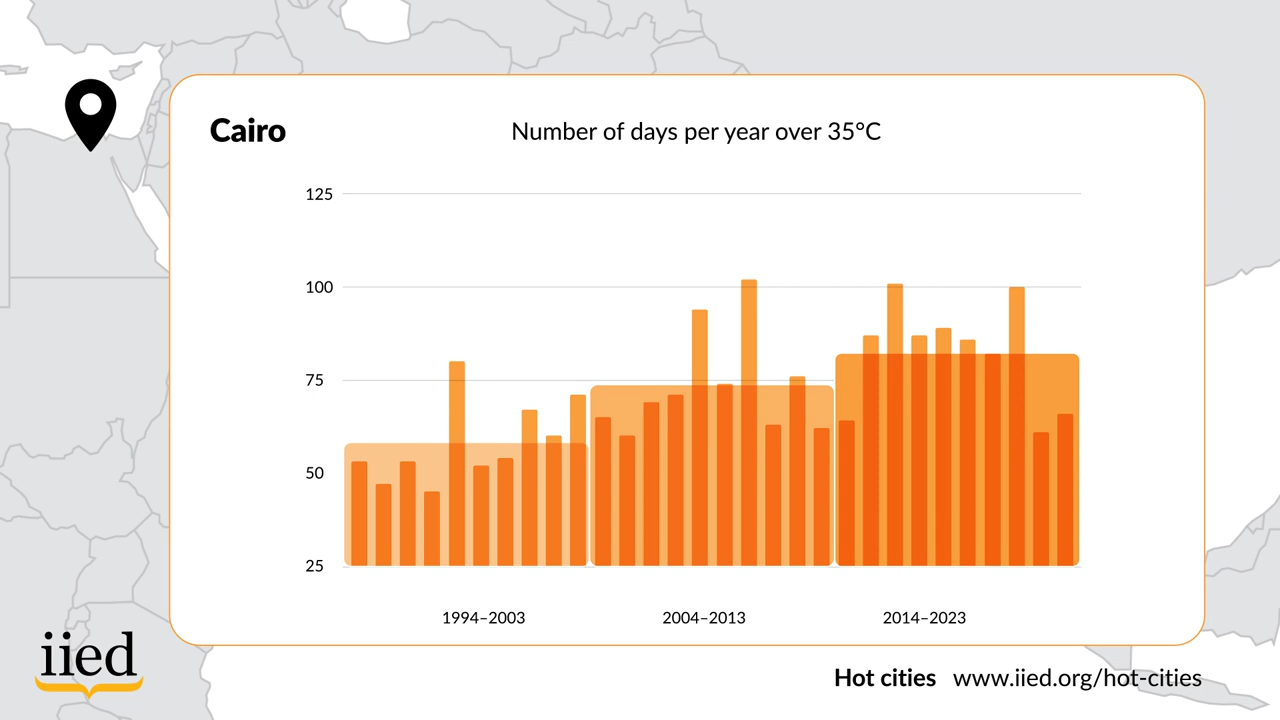 Cairo
Number of days per year over 35°C
125
100
75
50
25
1994–2003
2004–2013
2014–2023
iied
Hot cities www.iied.org/hot-cities